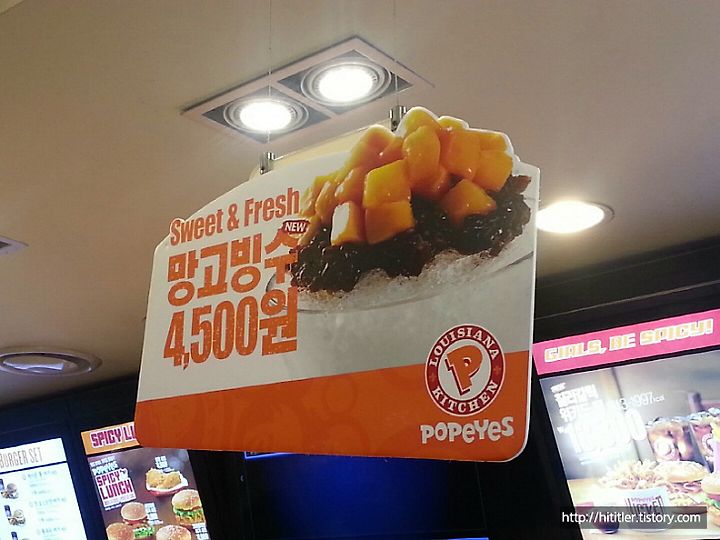 Sweet & Fresh
NEW
망고빙수
4,500원
LOUISIANA
KITCHEN
POPEYES
GIRLS, BE SPICY!
BURGER SET
SPICY
SPICY
LUNCH
http://hititler.tistory.com